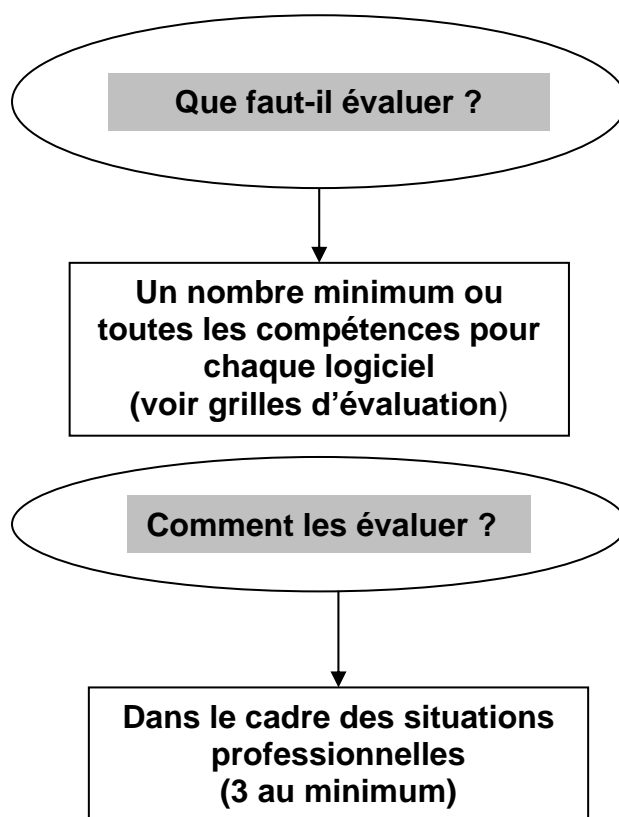 Que faut-il évaluer ?
Un nombre minimum ou
toutes les compétences pour
chaque logiciel
(voir grilles d’évaluation)
Comment les évaluer ?
Dans le cadre des situations
professionnelles
(3 au minimum)